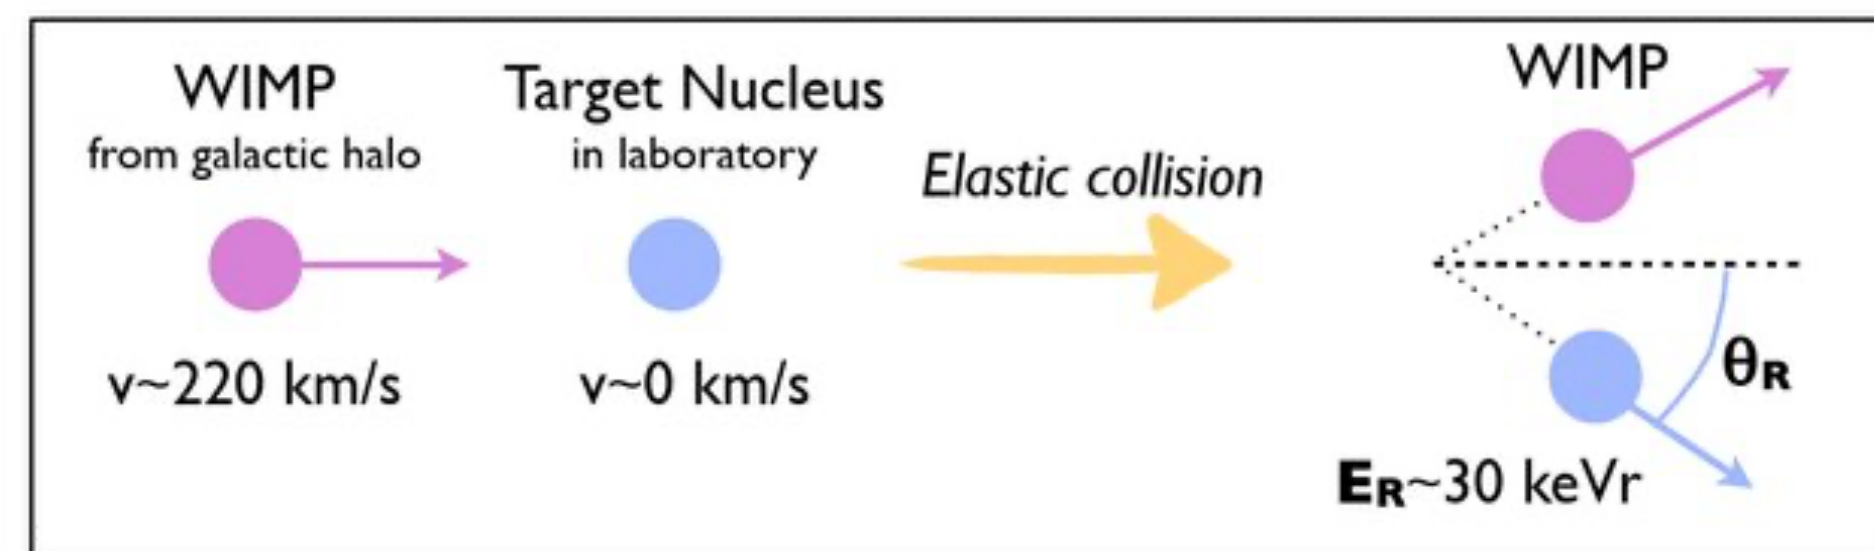 WIMP
from galactic halo
v~220 km/s
Target Nucleus
in laboratory
v~0 km/s
Elastic collision
WIMP
θR
ER~30 keVr